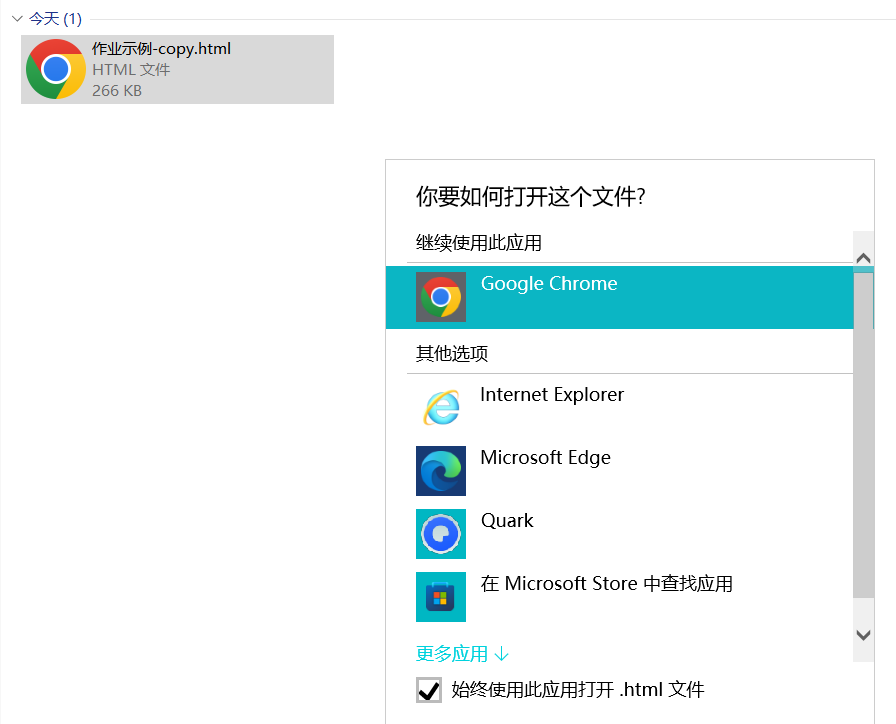 今天 (1)
作业示例-copy.html
HTML 文件
266 KB
你要如何打开这个文件?
继续使用此应用
Google Chrome
其他选项
Internet Explorer
Microsoft Edge
Quark
在 Microsoft Store 中查找应用
更多应用 ↓
始终使用此应用打开 .html 文件